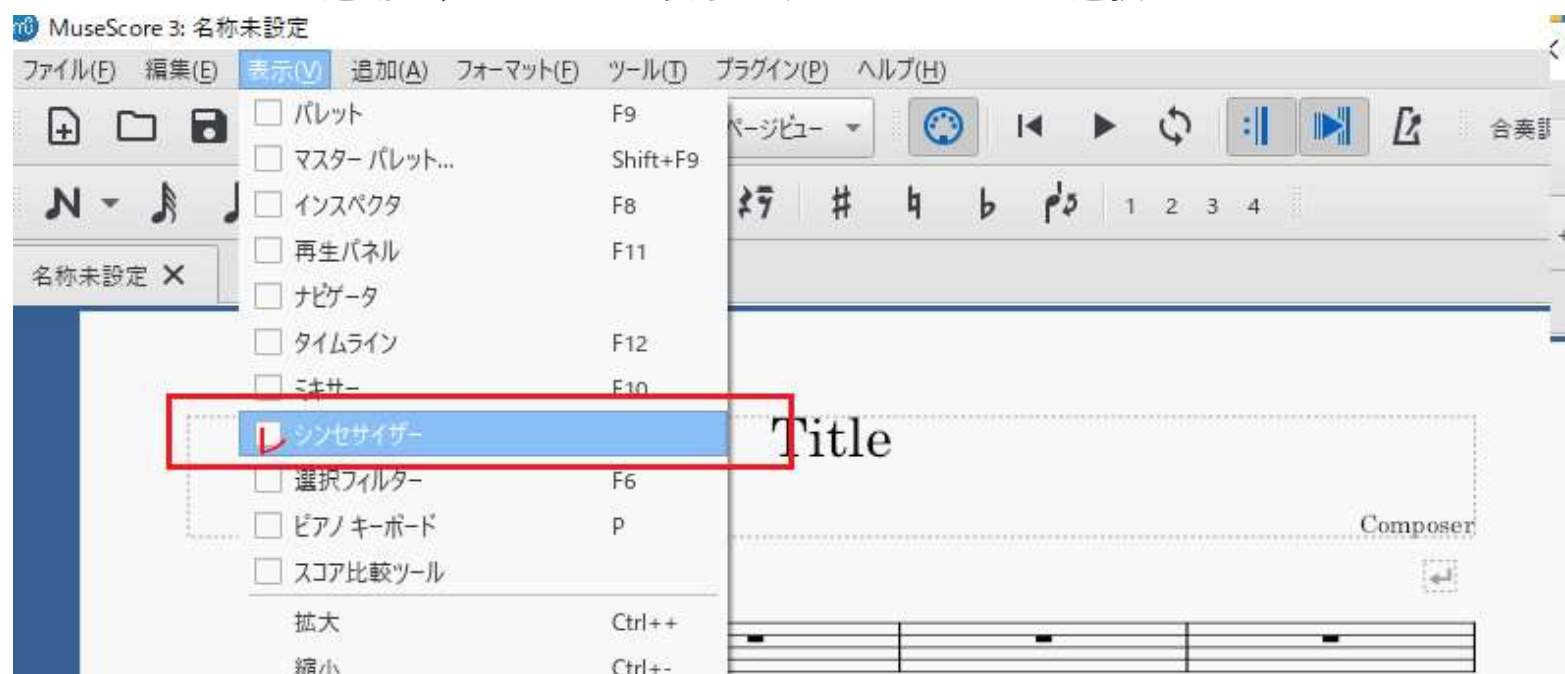 MuseScore 3: 名称未設定
ファイル(F) 編集(E) 表示(V) 追加(A) フォーマット(F) ツール(T) プラグイン(P) ヘルプ(H)
ページビュー
合奏
1 2 3 4
名称未設定
パレット F9
マスター パレット... Shift+F9
インスペクタ F8
再生パネル F11
ナビゲータ
タイムライン F12
ミキサー F10
シンセサイザー
選択フィルター F6
ピアノ キーボード P
スコア比較ツール
拡大 Ctrl++
縮小 Ctrl+-
Title
Composer